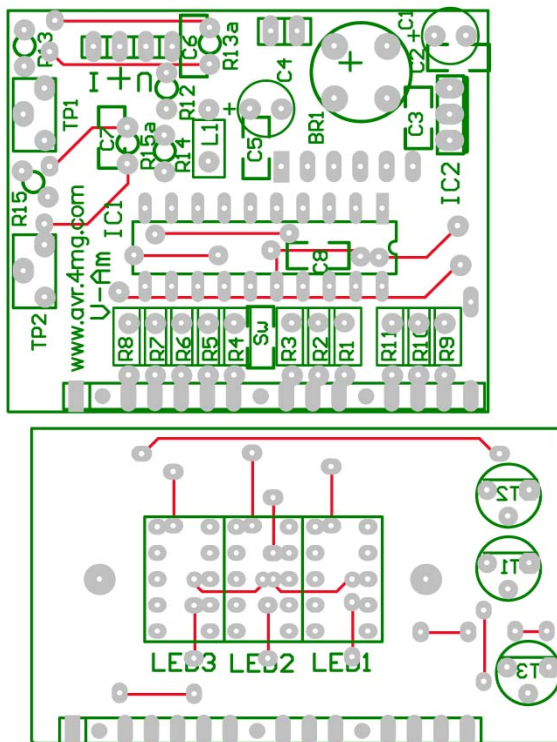 R13
C6
R13a
I + U
R12
L1
+
C4
C5
+
BR1
C1
+
C2
C3
IC2
TP1
C7
R15a
R14
R15
IC1
TP2
www.avr.4mg.com
V-Am
C8
R8
R7
R6
R5
R4
Sw
R3
R2
R1
R11
R10
R9
T2
T1
T3
LED3
LED2
LED1